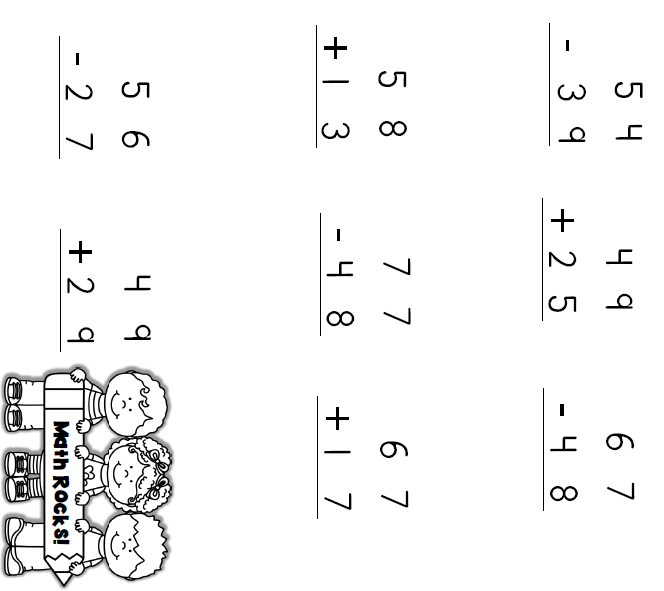 54 49 67
- 39 + 25 - 48
58 77 67
+ 13 - 48 + 17
56 49
- 27 + 29
Math Rocks!